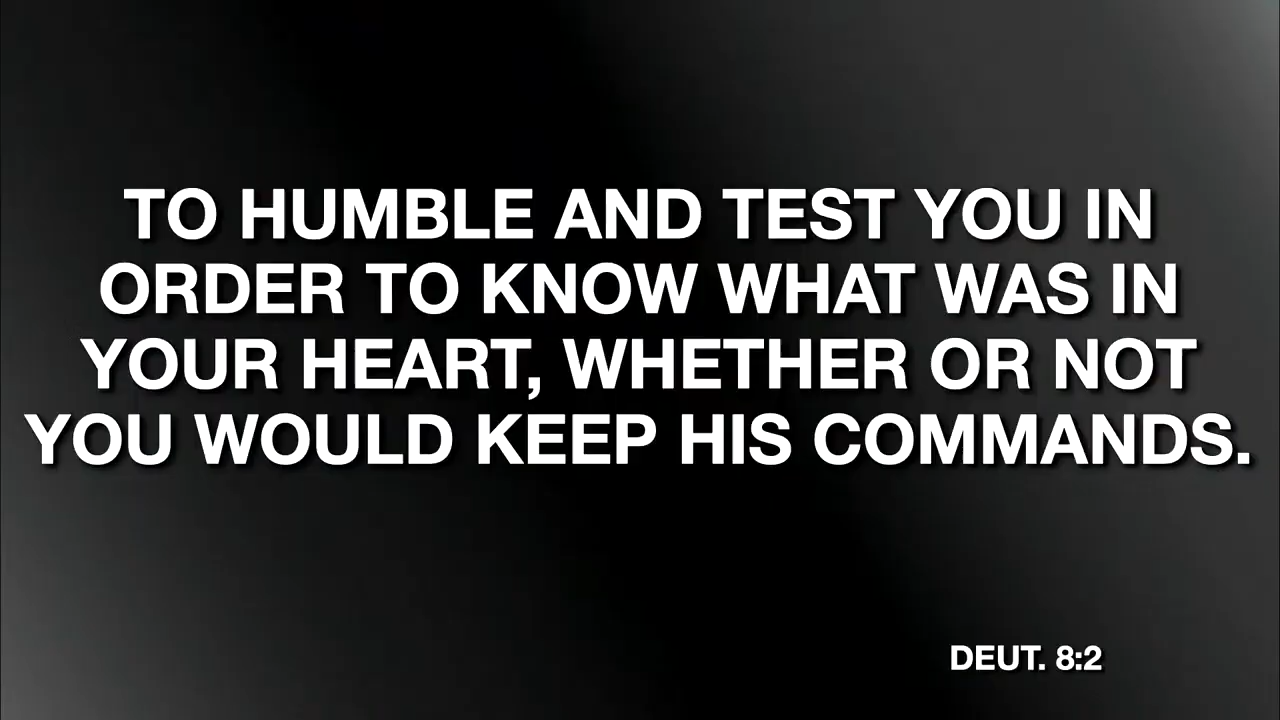 TO HUMBLE AND TEST YOU IN
ORDER TO KNOW WHAT WAS IN
YOUR HEART, WHETHER OR NOT
YOU WOULD KEEP HIS COMMANDS.
DEUT. 8:2